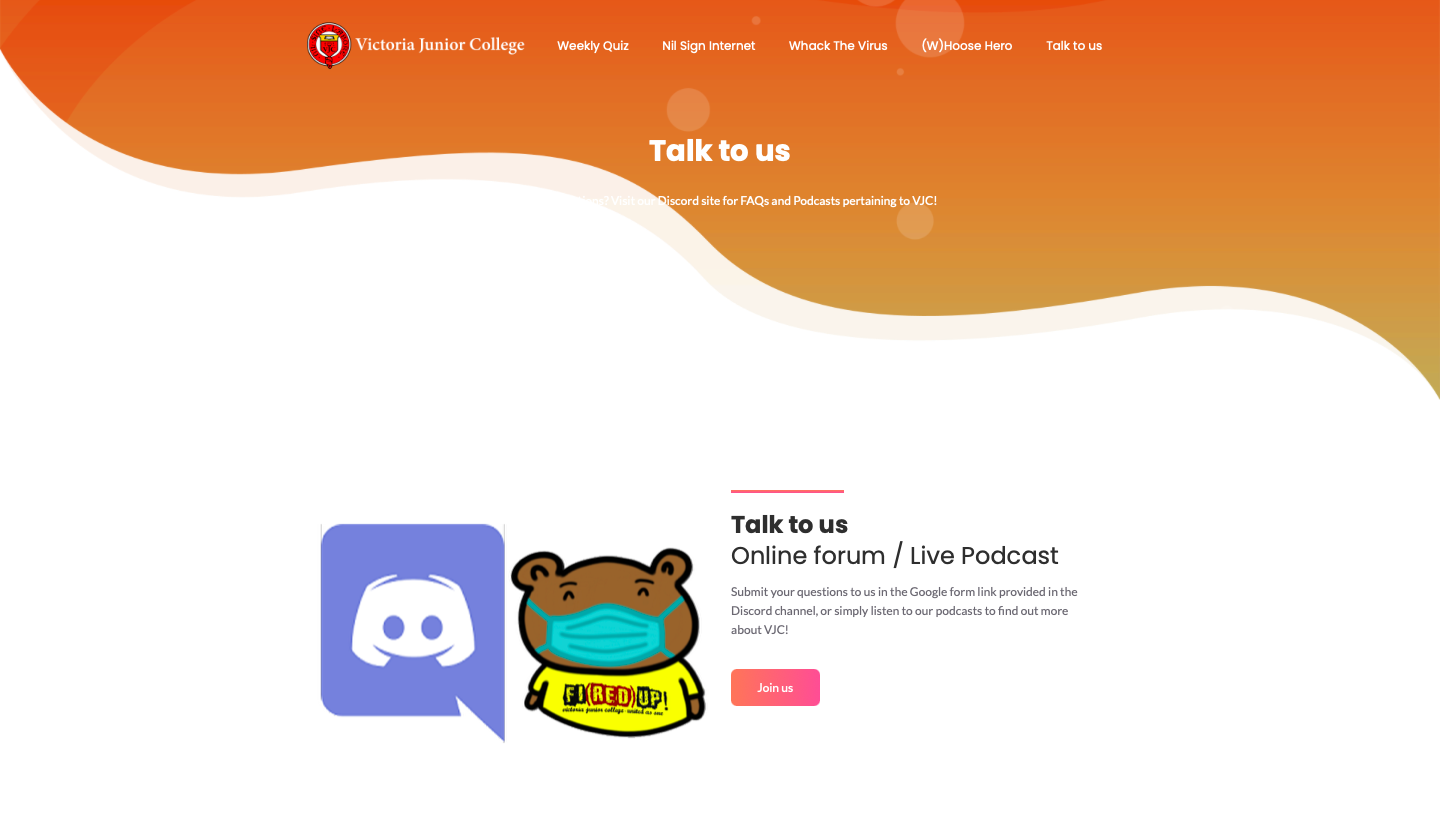 Victoria Junior College
Weekly Quiz
Nil Sign Internet
Whack The Virus
(W)Hoose Hero
Talk to us
Talk to us
Visit our Discord site for FAQs and Podcasts pertaining to VJC!
Talk to us
Online forum / Live Podcast
Submit your questions to us in the Google form link provided in the
Discord channel, or simply listen to our podcasts to find out more
about VJC!
FI(RED)UP!
victoria junior college - united as one
Join us